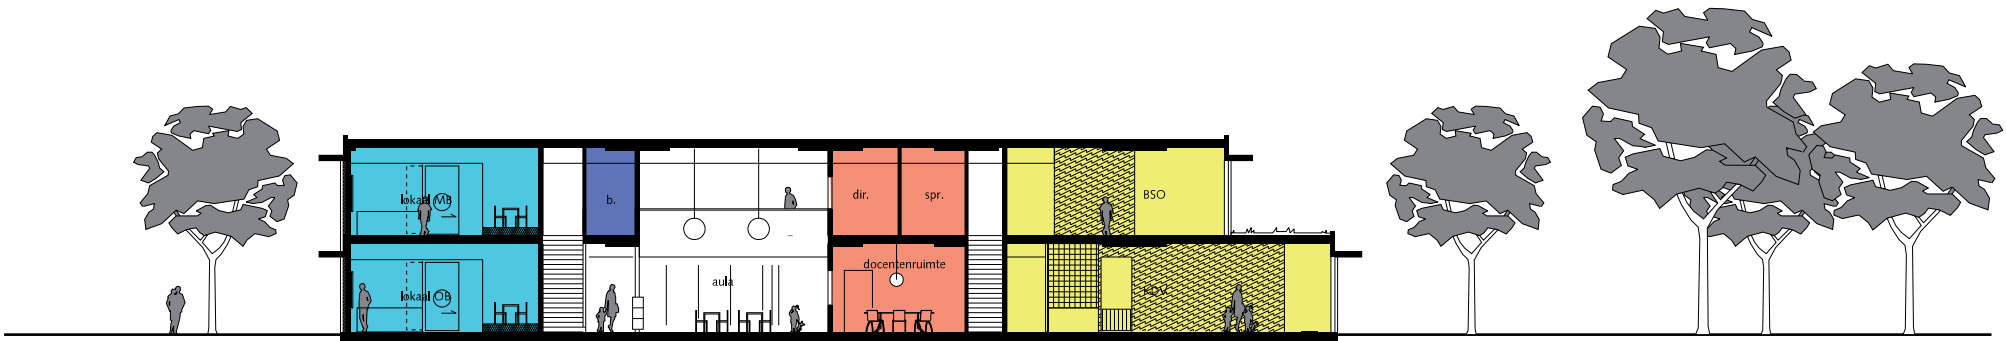 lokaal MB
b.
dir.
spr.
BSO
lokaal OB
aula
docentenruimte
KDV